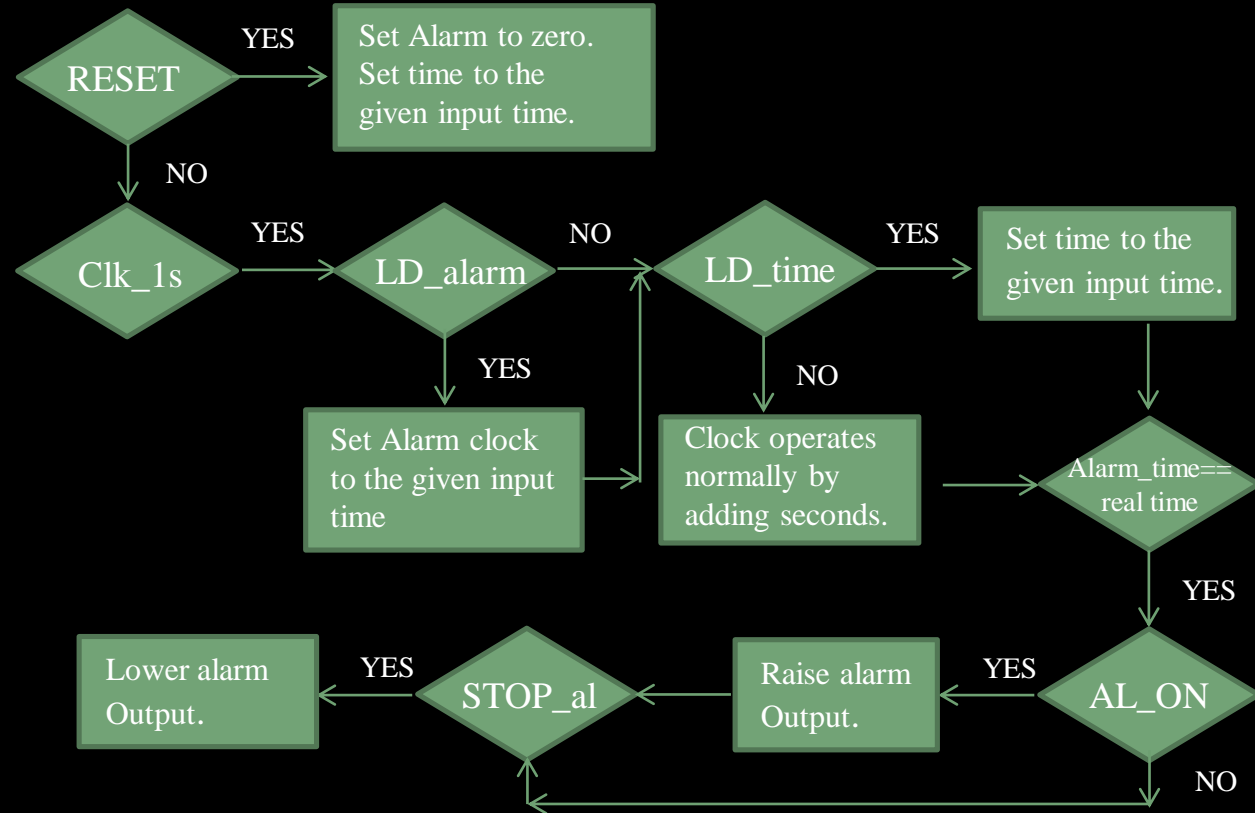 YES
Set Alarm to zero.
Set time to the
given input time.
RESET
NO
Clk_1s
YES
LD_alarm
NO
LD_time
YES
Set time to the
given input time.
YES
Set Alarm clock
to the given input
time
NO
Clock operates
normally by
adding seconds.
Alarm_time==
real time
YES
AL_ON
YES
Raise alarm
Output.
STOP_al
YES
Lower alarm
Output.
NO